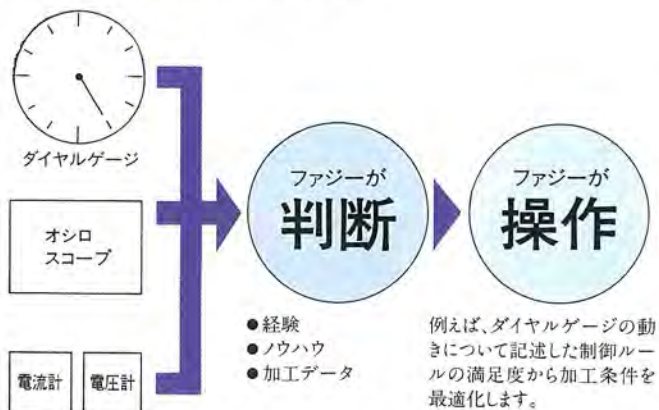 ダイヤルゲージ
オシロ
スコープ
電流計
電圧計
ファジーが
判断
●経験
●ノウハウ
●加工データ
ファジーが
操作
例えば、ダイヤルゲージの動
きについて記述した制御ルー
ルの満足度から加工条件を
最適化します。